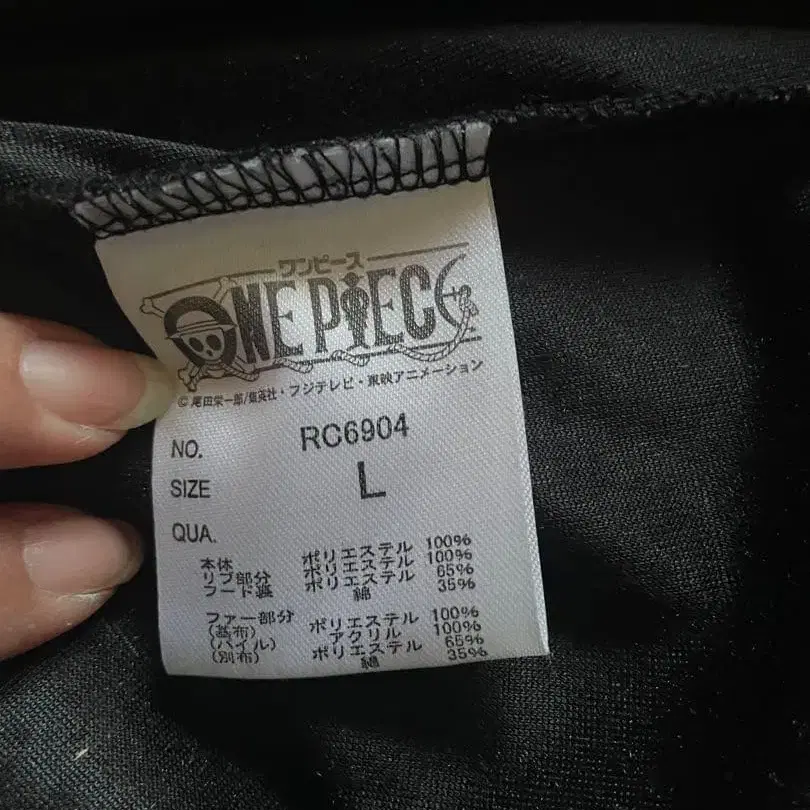 ワンピース
ONE PIECE
©尾田栄一郎/集英社・フジテレビ・東映アニメーション
NO. RC6904
SIZE L
QUA.
本体 ポリエステル 100%
リブ部分 ポリエステル 100%
フード裏 ポリエステル 65%
綿 35%
ファー部分
(基布) ポリエステル 100%
(パイル) アクリル 100%
(別布) ポリエステル 65%
綿 35%